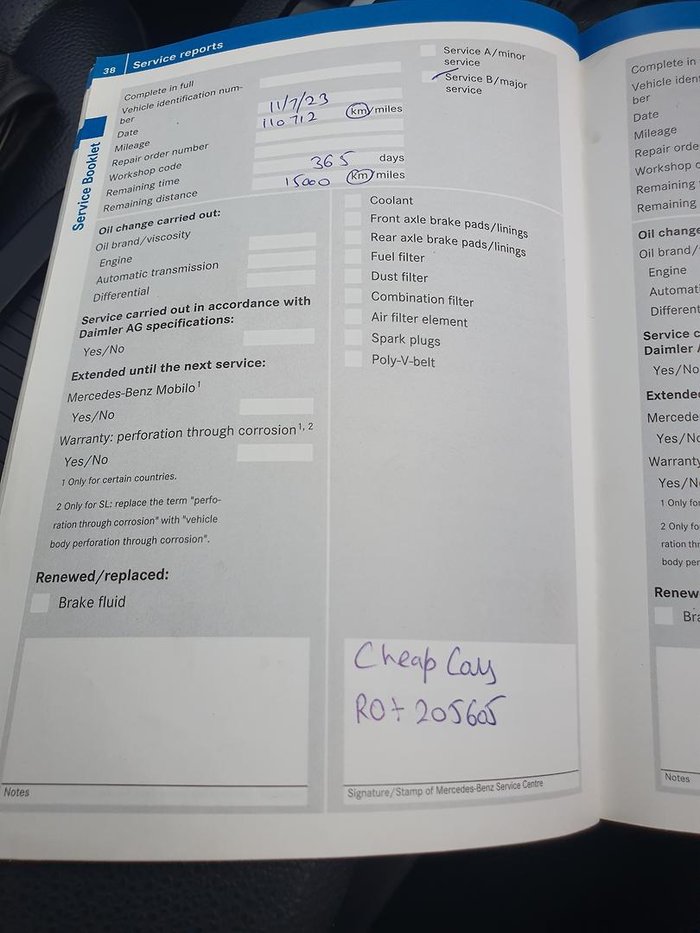 38 Service reports
Service Booklet
Complete in full
Vehicle identification num-
ber
Date 11/7/23
Mileage 110712 km/miles
Repair order number
Workshop code
Remaining time 365 days
Remaining distance 15000 km/miles
Service A/minor
service
Service B/major
service
Oil change carried out:
Oil brand/viscosity
Engine
Automatic transmission
Differential
Service carried out in accordance with
Daimler AG specifications:
Yes/No
Extended until the next service:
Mercedes-Benz Mobilo1
Yes/No
Warranty: perforation through corrosion1, 2
Yes/No
1 Only for certain countries.
2 Only for SL: replace the term "perfo-
ration through corrosion" with "vehicle
body perforation through corrosion".
Renewed/replaced:
Brake fluid
Coolant
Front axle brake pads/linings
Rear axle brake pads/linings
Fuel filter
Dust filter
Combination filter
Air filter element
Spark plugs
Poly-V-belt
Notes
Cheap Cars
RO+ 205605
Signature/Stamp of Mercedes-Benz Service Centre
Complete in
Vehicle ident
ber
Date
Mileage
Repair orde
Workshop c
Remaining
Remaining
Oil change
Oil brand/
Engine
Automati
Different
Service c
Daimler A
Yes/No
Extended
Mercede
Yes/N
Warranty
Yes/N
1 Only fo
2 Only fo
ration thr
body per
Renew
Bra
Notes